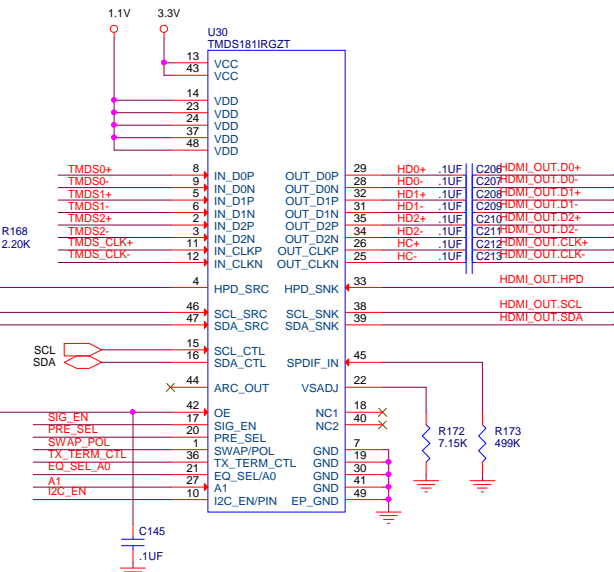 1.1V 3.3V
U30
TMDS181IRGZT
13 VCC
43 VCC
14 VDD
23 VDD
24 VDD
37 VDD
48 VDD
TMDS0+ 8 IN_D0P OUT_D0P 29 HD0+ .1UF C206 HDMI_OUT.D0+
TMDS0- 9 IN_D0N OUT_D0N 28 HD0- .1UF C207 HDMI_OUT.D0-
TMDS1+ 5 IN_D1P OUT_D1P 32 HD1+ .1UF C208 HDMI_OUT.D1+
TMDS1- 6 IN_D1N OUT_D1N 31 HD1- .1UF C209 HDMI_OUT.D1-
TMDS2+ 2 IN_D2P OUT_D2P 35 HD2+ .1UF C210 HDMI_OUT.D2+
TMDS2- 3 IN_D2N OUT_D2N 34 HD2- .1UF C211 HDMI_OUT.D2-
TMDS_CLK+ 11 IN_CLKP OUT_CLKP 26 HC+ .1UF C212 HDMI_OUT.CLK+
TMDS_CLK- 12 IN_CLKN OUT_CLKN 25 HC- .1UF C213 HDMI_OUT.CLK-
R168
2.20K
4 HPD_SRC HPD_SNK 33 HDMI_OUT.HPD
46 SCL_SRC SCL_SNK 38 HDMI_OUT.SCL
47 SDA_SRC SDA_SNK 39 HDMI_OUT.SDA
SCL 15 SCL_CTL
SDA 16 SDA_CTL SPDIF_IN 45
44 ARC_OUT VSADJ 22
42 OE NC1 18
SIG_EN 17 SIG_EN NC2 40
PRE_SEL 20 PRE_SEL
SWAP_POL 1 SWAP/POL GND 7
TX_TERM_CTL 36 TX_TERM_CTL GND 19
EQ_SEL_A0 21 EQ_SEL/A0 GND 30
A1 27 A1 GND 41
I2C_EN 10 I2C_EN/PIN EP_GND 49
R172
7.15K
R173
499K
C145
.1UF